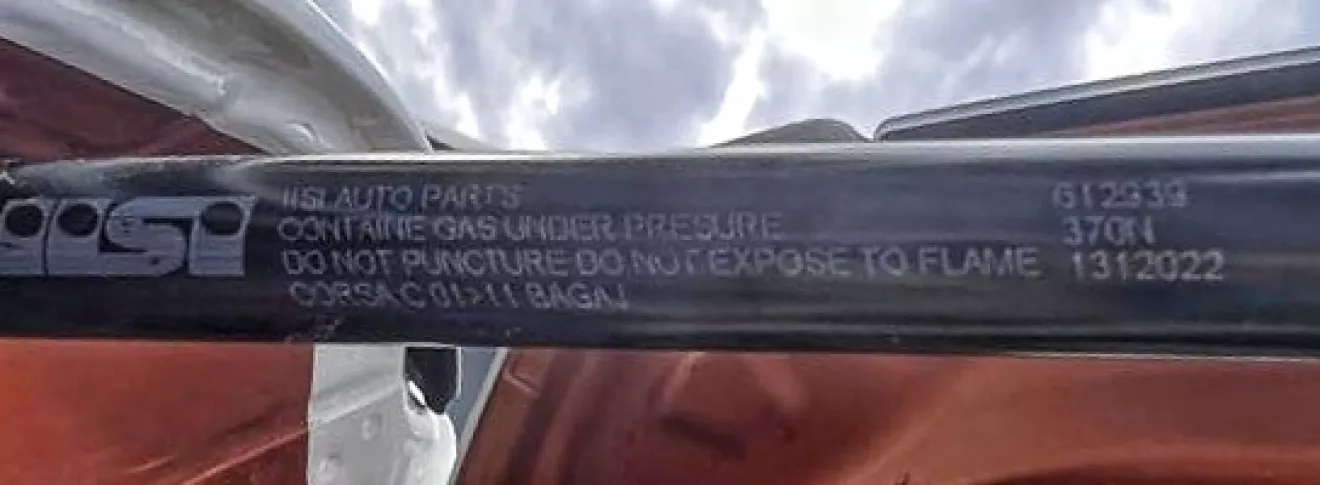 IISI
IISI AUTO PARTS
CONTAINE GAS UNDER PRESURE
DO NOT PUNCTURE DO NOT EXPOSE TO FLAME
CORSA C 01>11 BAGAJ
612939
370N
1312022